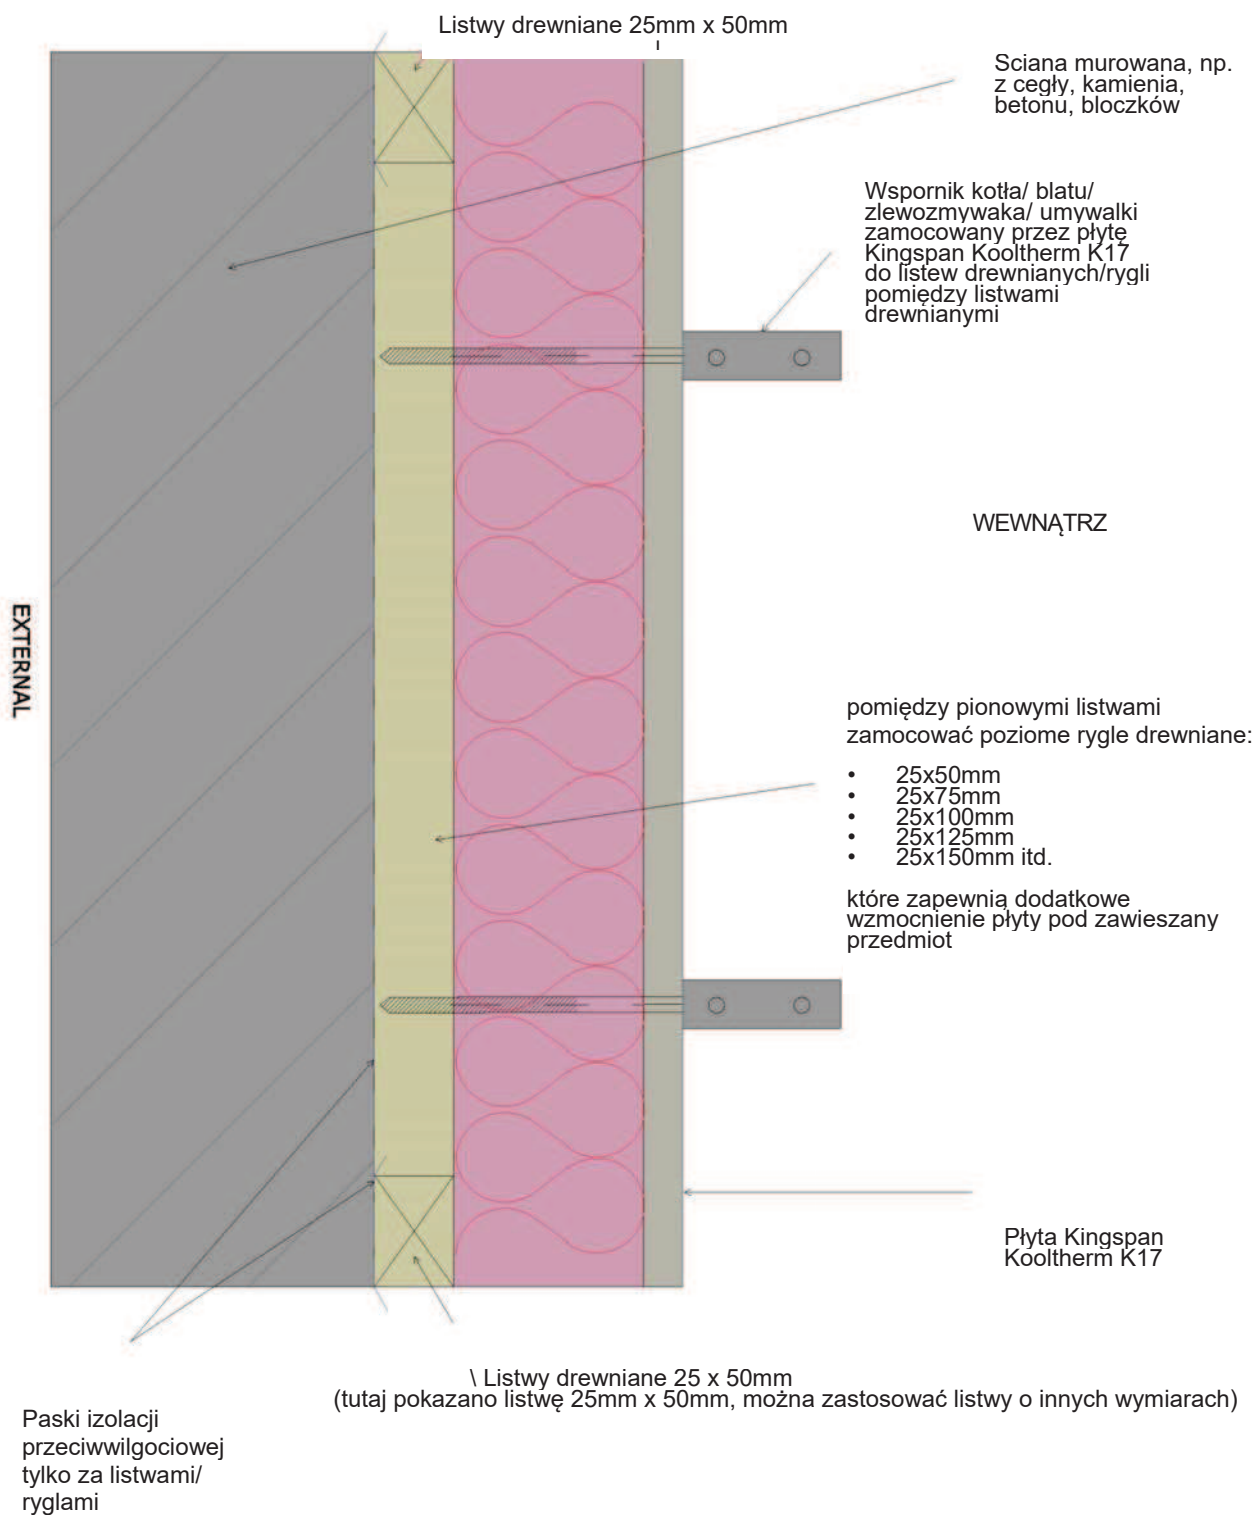 Listwy drewniane 25mm x 50mm
Sciana murowana, np.
z cegły, kamienia,
betonu, bloczków
Wspornik kotła/ blatu/
zlewozmywaka/ umywalki
zamocowany przez płytę
Kingspan Kooltherm K17
do listew drewnianych/rygli
pomiędzy listwami
drewnianymi
WEWNĄTRZ
EXTERNAL
pomiędzy pionowymi listwami
zamocować poziome rygle drewniane:
• 25x50mm
• 25x75mm
• 25x100mm
• 25x125mm
• 25x150mm itd.
które zapewnią dodatkowe
wzmocnienie płyty pod zawieszany
przedmiot
Płyta Kingspan
Kooltherm K17
\ Listwy drewniane 25 x 50mm
(tutaj pokazano listwę 25mm x 50mm, można zastosować listwy o innych wymiarach)
Paski izolacji
przeciwwilgociowej
tylko za listwami/
ryglami